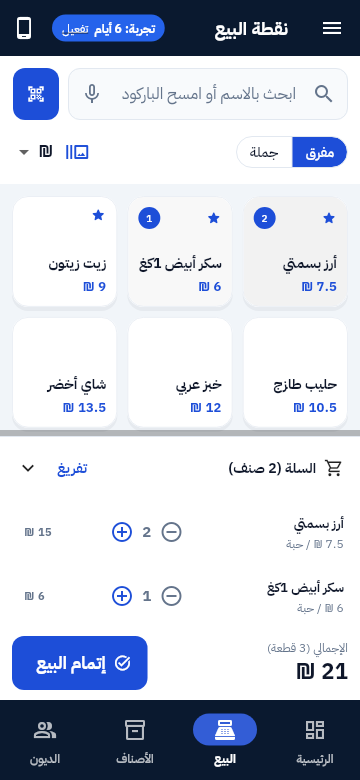 نقطة البيع
تجربة: 6 أيام تفعيل
ابحث بالاسم أو امسح الباركود
مفرق
جملة
₪
2
1
أرز بسمتي
سكر أبيض 1كغ
زيت زيتون
7.5 ₪
6 ₪
9 ₪
حليب طازج
خبز عربي
شاي أخضر
10.5 ₪
12 ₪
13.5 ₪
السلة (2 صنف)
تفريغ
أرز بسمتي
7.5 ₪ / حبة
2
15 ₪
سكر أبيض 1كغ
6 ₪ / حبة
1
6 ₪
الإجمالي (3 قطعة)
21 ₪
إتمام البيع
الرئيسية
البيع
الأصناف
الديون